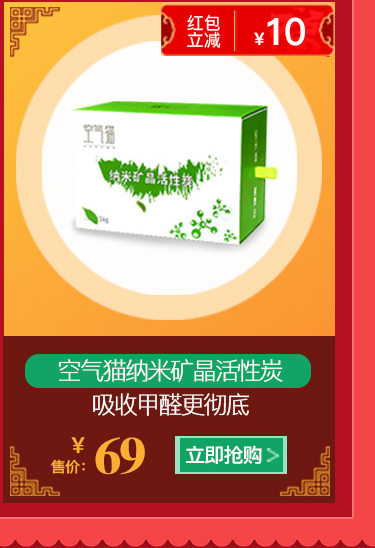 红包
立减
¥10
空气猫
纳米矿晶活性炭
2kg
空气猫纳米矿晶活性炭
吸收甲醛更彻底
¥
售价：69
立即抢购 >